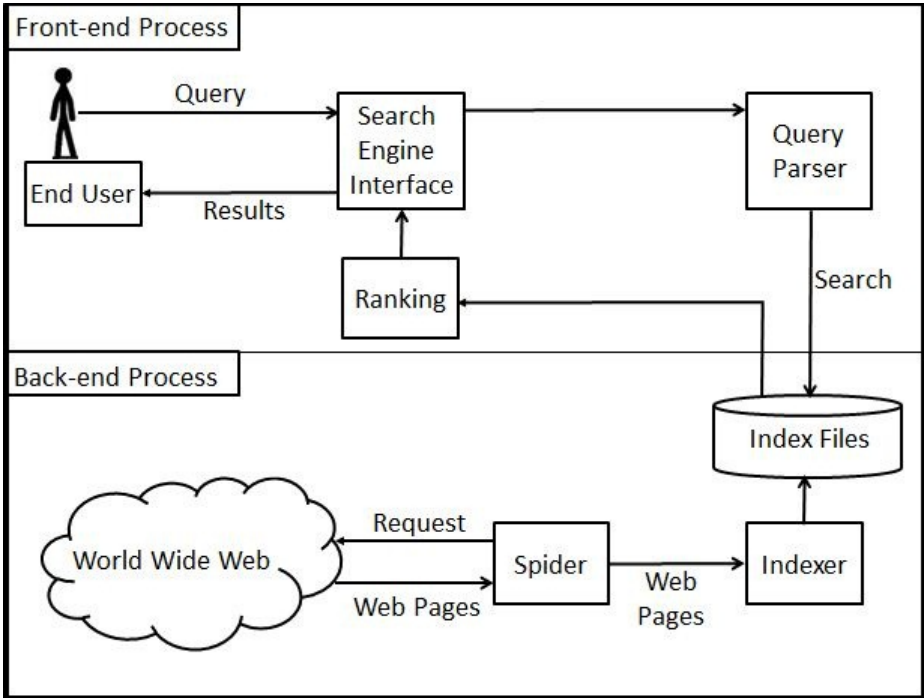 Front-end Process
Query
Search
Engine
Interface
Query
Parser
End User
Results
Search
Ranking
Back-end Process
Index Files
Request
World Wide Web
Spider
Indexer
Web Pages
Web
Pages